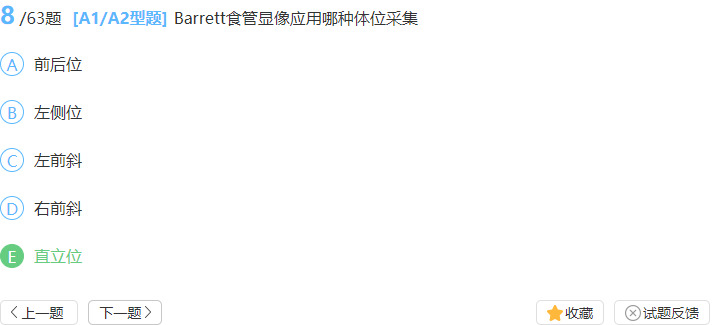 8 /63题 [A1/A2型题] Barrett食管显像应用哪种体位采集
A 前后位
B 左侧位
C 左前斜
D 右前斜
E 直立位
上一题 下一题 收藏 试题反馈